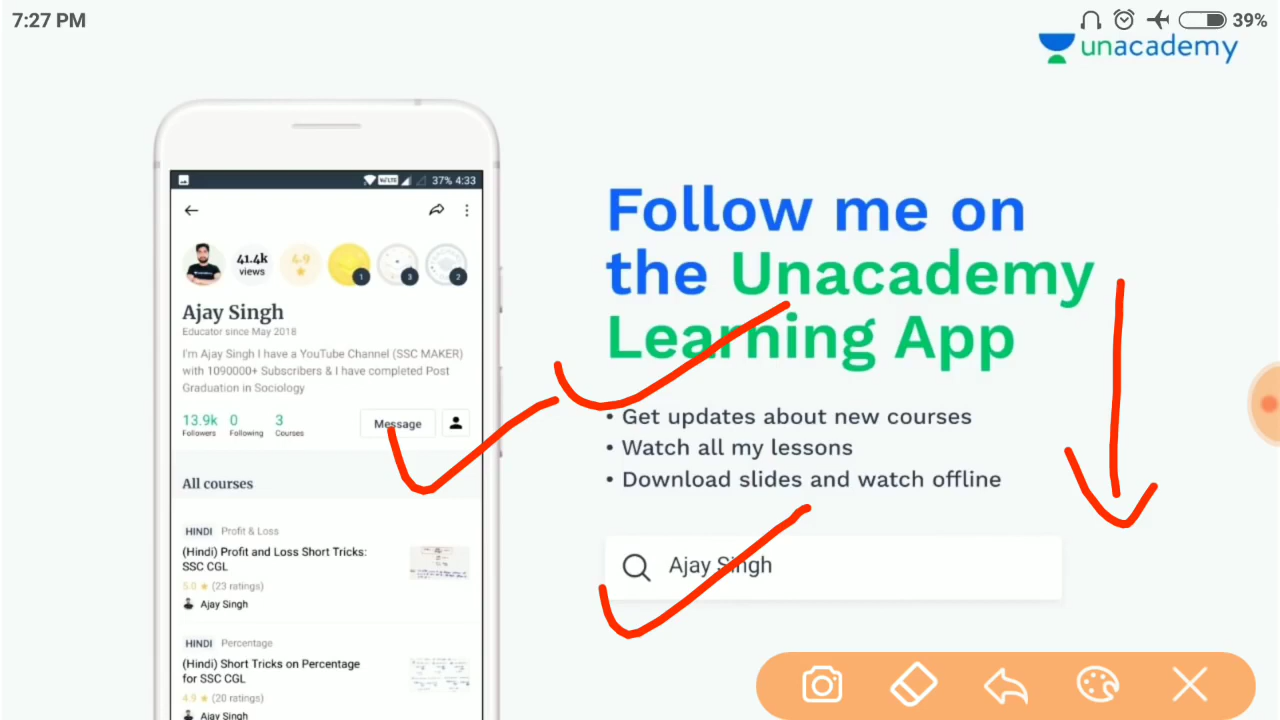 7:27 PM
39%
unacademy
37% 4:33
41.4k
views
4.9
1
3
2
Ajay Singh
Educator since May 2018
I'm Ajay Singh I have a YouTube Channel (SSC MAKER)
with 1090000+ Subscribers & I have completed Post
Graduation in Sociology
13.9k 0 3
Followers Following Courses
Message
All courses
HINDI Profit & Loss
(Hindi) Profit and Loss Short Tricks:
SSC CGL
5.0 ★ (23 ratings)
Ajay Singh
HINDI Percentage
(Hindi) Short Tricks on Percentage
for SSC CGL
4.9 ★ (20 ratings)
Ajay Singh
Follow me on
the Unacademy
Learning App
• Get updates about new courses
• Watch all my lessons
• Download slides and watch offline
Ajay Singh